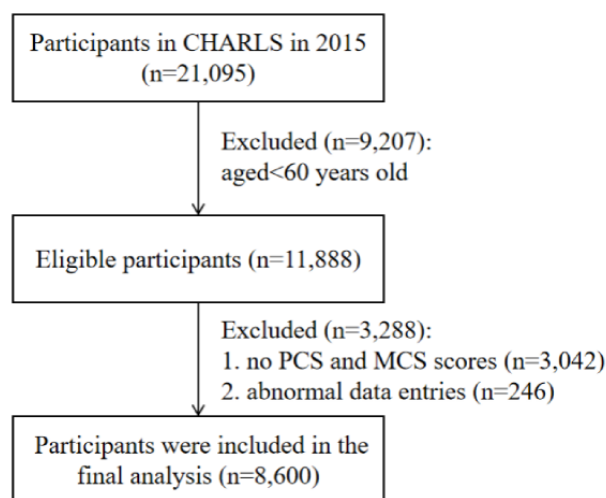 Participants in CHARLS in 2015
(n=21,095)
Excluded (n=9,207):
aged<60 years old
Eligible participants (n=11,888)
Excluded (n=3,288):
1. no PCS and MCS scores (n=3,042)
2. abnormal data entries (n=246)
Participants were included in the
final analysis (n=8,600)